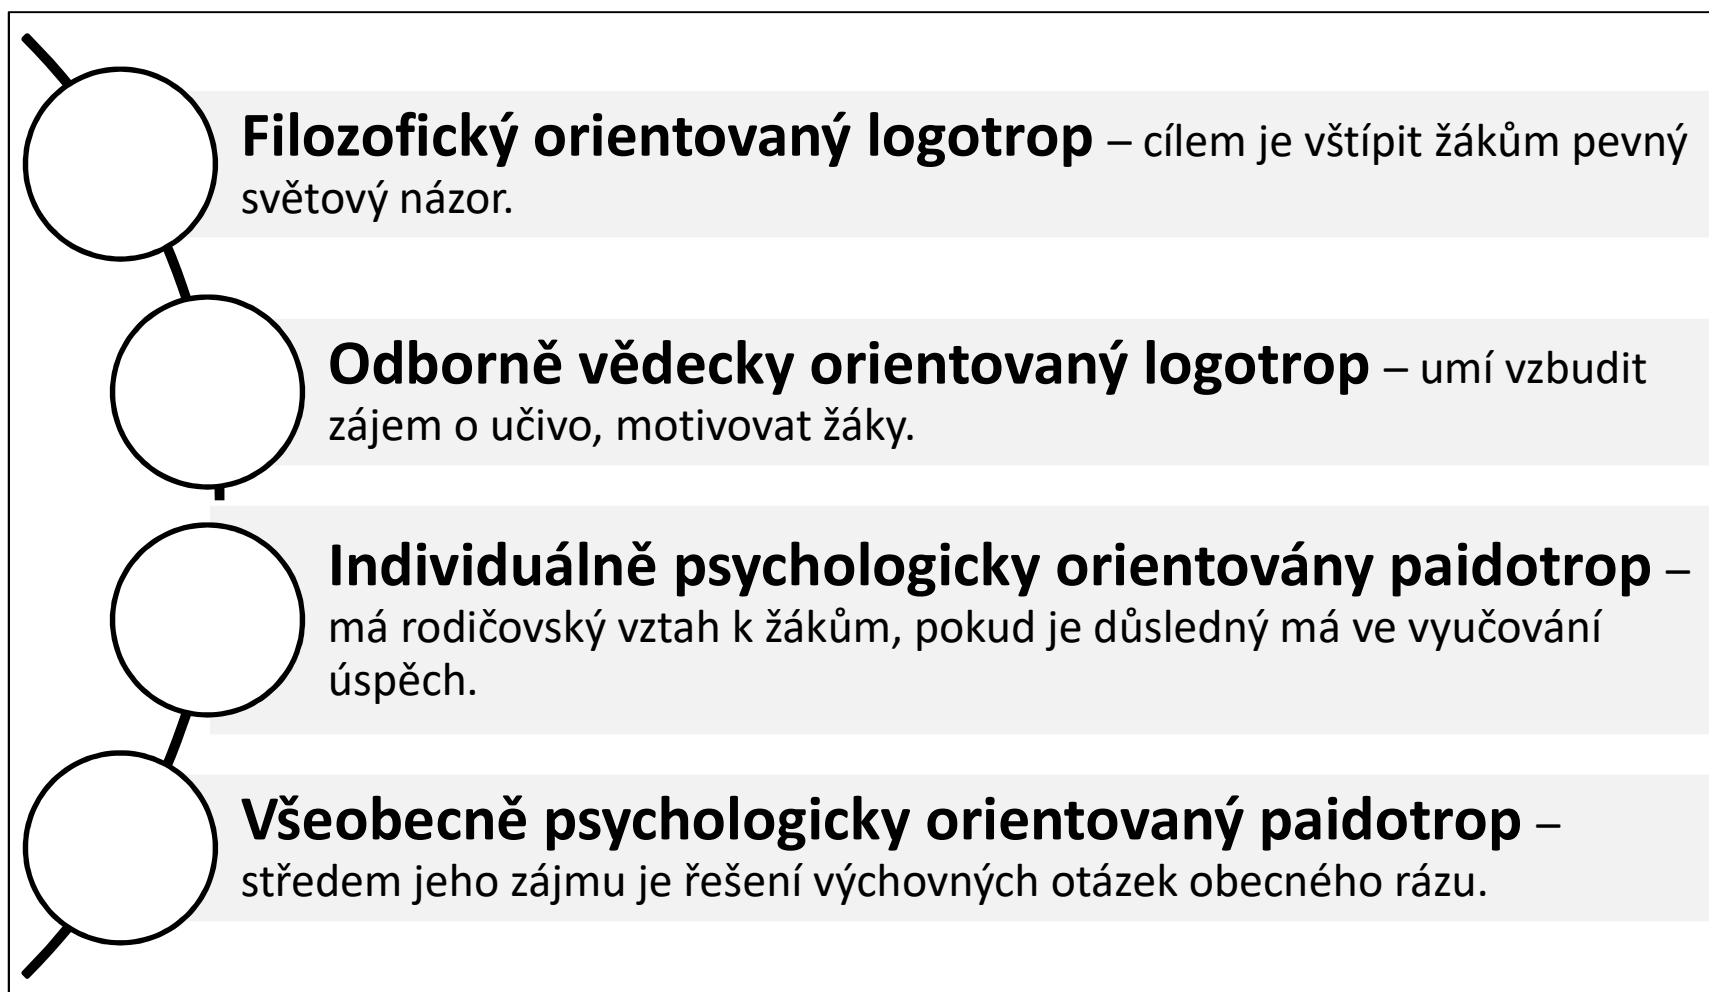 Filozofický orientovaný logotrop – cílem je vštípit žákům pevný
světový názor.
Odborně vědecky orientovaný logotrop – umí vzbudit
zájem o učivo, motivovat žáky.
Individuálně psychologicky orientovány paidotrop –
má rodičovský vztah k žákům, pokud je důsledný má ve vyučování
úspěch.
Všeobecně psychologicky orientovaný paidotrop –
středem jeho zájmu je řešení výchovných otázek obecného rázu.